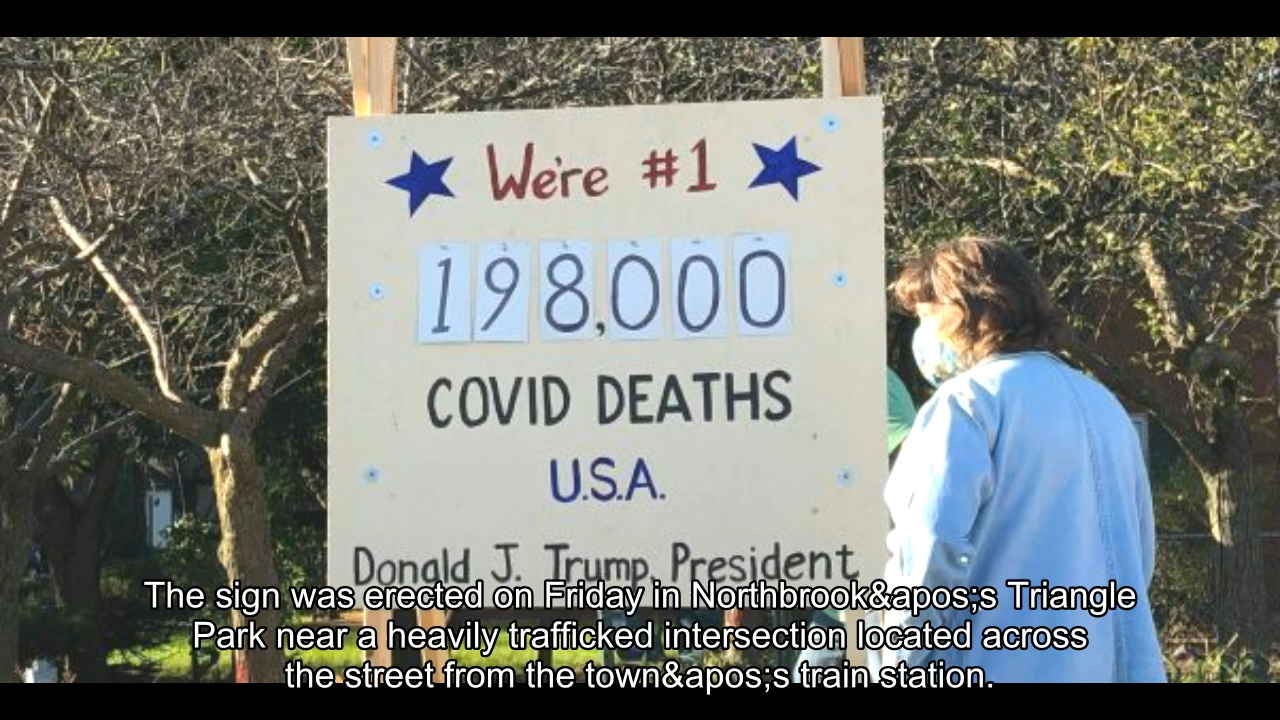 We're #1
198,000
COVID DEATHS
U.S.A.
Donald J. Trump, President
The sign was erected on Friday in Northbrook&apos;s Triangle
Park near a heavily trafficked intersection located across
the street from the town&apos;s train station.